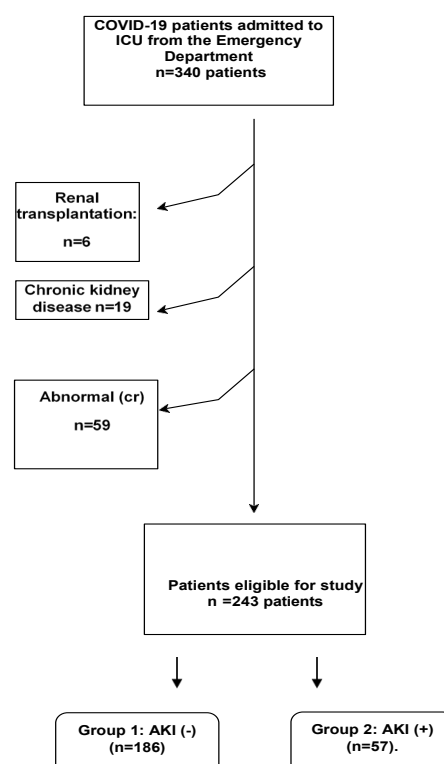 COVID-19 patients admitted to
ICU from the Emergency
Department
n=340 patients
Renal
transplantation:
n=6
Chronic kidney
disease n=19
Abnormal (cr)
n=59
Patients eligible for study
n =243 patients
Group 1: AKI (-)
(n=186)
Group 2: AKI (+)
(n=57).